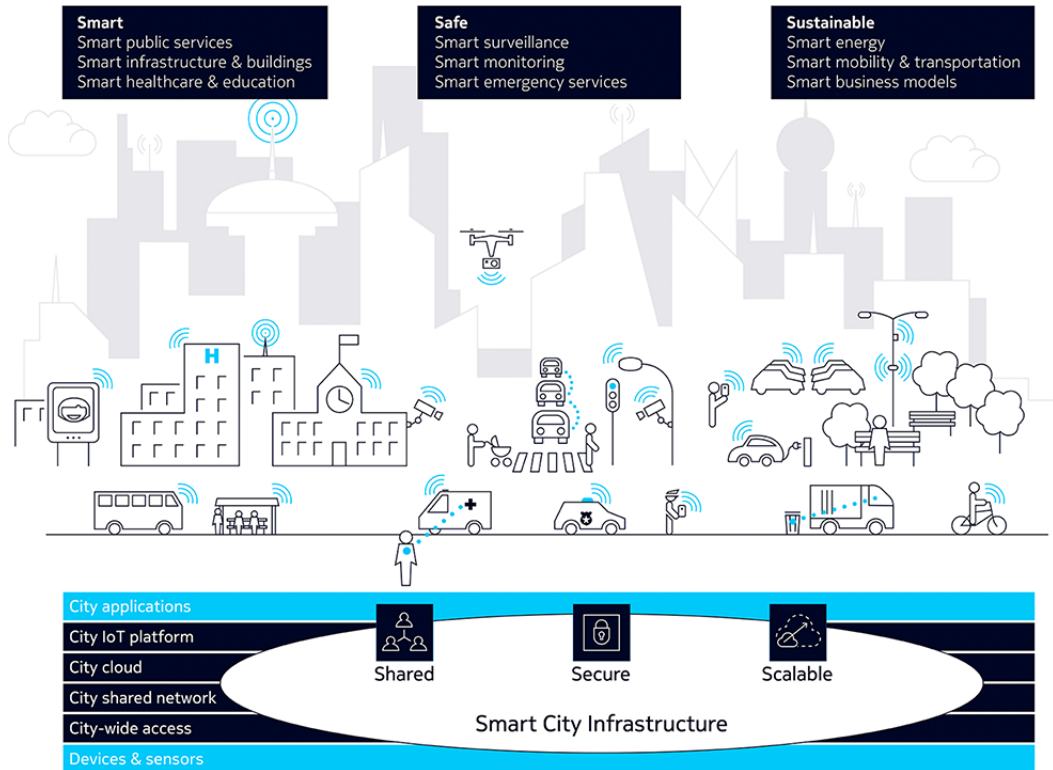 Smart
Smart public services
Smart infrastructure & buildings
Smart healthcare & education
Safe
Smart surveillance
Smart monitoring
Smart emergency services
Sustainable
Smart energy
Smart mobility & transportation
Smart business models
H
City applications
City IoT platform
City cloud
City shared network
City-wide access
Devices & sensors
Shared
Secure
Scalable
Smart City Infrastructure